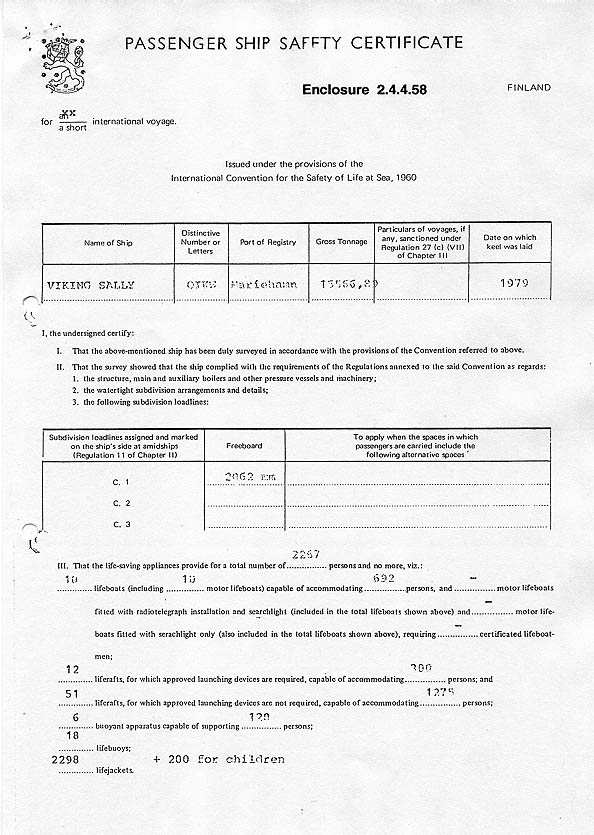 PASSENGER SHIP SAFFTY CERTIFICATE
Enclosure 2.4.4.58
FINLAND
for an / a short international voyage.
Issued under the provisions of the
International Convention for the Safety of Life at Sea, 1960
Name of Ship | Distinctive Number or Letters | Port of Registry | Gross Tonnage | Particulars of voyages, if any, sanctioned under Regulation 27 (c) (VII) of Chapter III | Date on which keel was laid
VIKING SALLY Mariehamn 1979
I, the undersigned certify:
I. That the above-mentioned ship has been duly surveyed in accordance with the provisions of the Convention referred to above.
II. That the survey showed that the ship complied with the requirements of the Regulations annexed to the said Convention as regards:
1. the structure, main and auxiliary boilers and other pressure vessels and machinery;
2. the watertight subdivision arrangements and details;
3. the following subdivision loadlines:
Subdivision loadlines assigned and marked on the ship's side at amidships (Regulation 11 of Chapter II) | Freeboard | To apply when the spaces in which passengers are carried include the following alternative spaces
C. 1 2062 mm
C. 2
C. 3
2267
III. That the life-saving appliances provide for a total number of............... persons and no more, viz.:
10 10 692 –
............. lifeboats (including ............. motor lifeboats) capable of accommodating ...............persons, and ............... motor lifeboats
–
fitted with radiotelegraph installation and searchlight (included in the total lifeboats shown above) and............... motor life-
–
boats fitted with serachlight only (also included in the total lifeboats shown above), requiring............... certificated lifeboat-
men;
12 300
............. liferafts, for which approved launching devices are required, capable of accommodating............... persons; and
51 1275
............. liferafts, for which approved launching devices are not required, capable of accommodating............... persons;
6 120
............. buoyant apparatus capable of supporting ............... persons;
18
............. lifebuoys;
2298 + 200 for children
............. lifejackets.